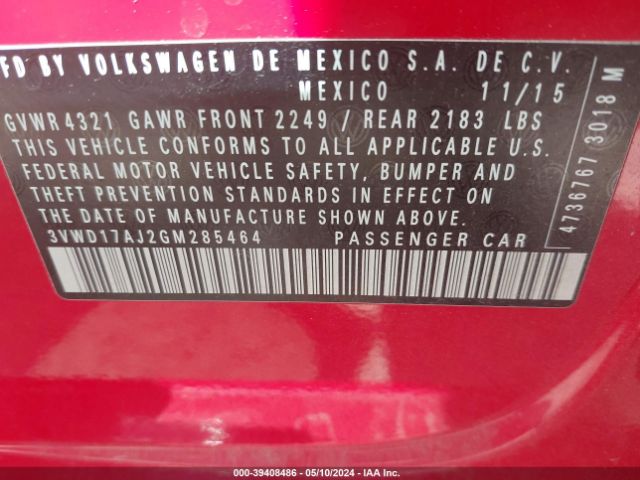 FD BY VOLKSWAGEN DE MEXICO S.A. DE C.V.
MEXICO 11/15
GVWR 4321 GAWR FRONT 2249 / REAR 2183 LBS
THIS VEHICLE CONFORMS TO ALL APPLICABLE U.S.
FEDERAL MOTOR VEHICLE SAFETY, BUMPER AND
THEFT PREVENTION STANDARDS IN EFFECT ON
THE DATE OF MANUFACTURE SHOWN ABOVE.
3VWD17AJ2GM285464 PASSENGER CAR
4736767 3018 M
000-39408486 - 05/10/2024 - IAA Inc.